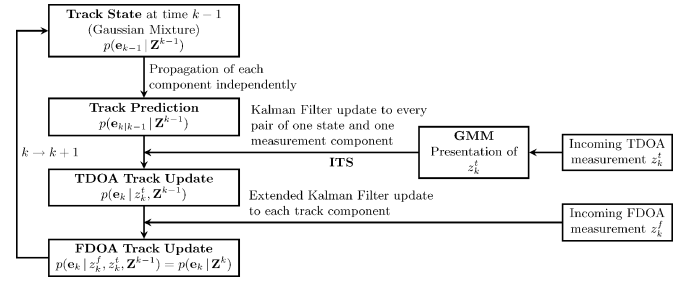 Track State at time k − 1
(Gaussian Mixture)
p(e_{k−1} | Z^{k−1})
Propagation of each
component independently
Track Prediction
p(e_{k|k−1} | Z^{k−1})
Kalman Filter update to every
pair of one state and one
measurement component
ITS
GMM
Presentation of
z_k^t
Incoming TDOA
measurement z_k^t
k → k + 1
TDOA Track Update
p(e_k | z_k^t, Z^{k−1})
Extended Kalman Filter update
to each track component
Incoming FDOA
measurement z_k^f
FDOA Track Update
p(e_k | z_k^f, z_k^t, Z^{k−1}) = p(e_k | Z^k)